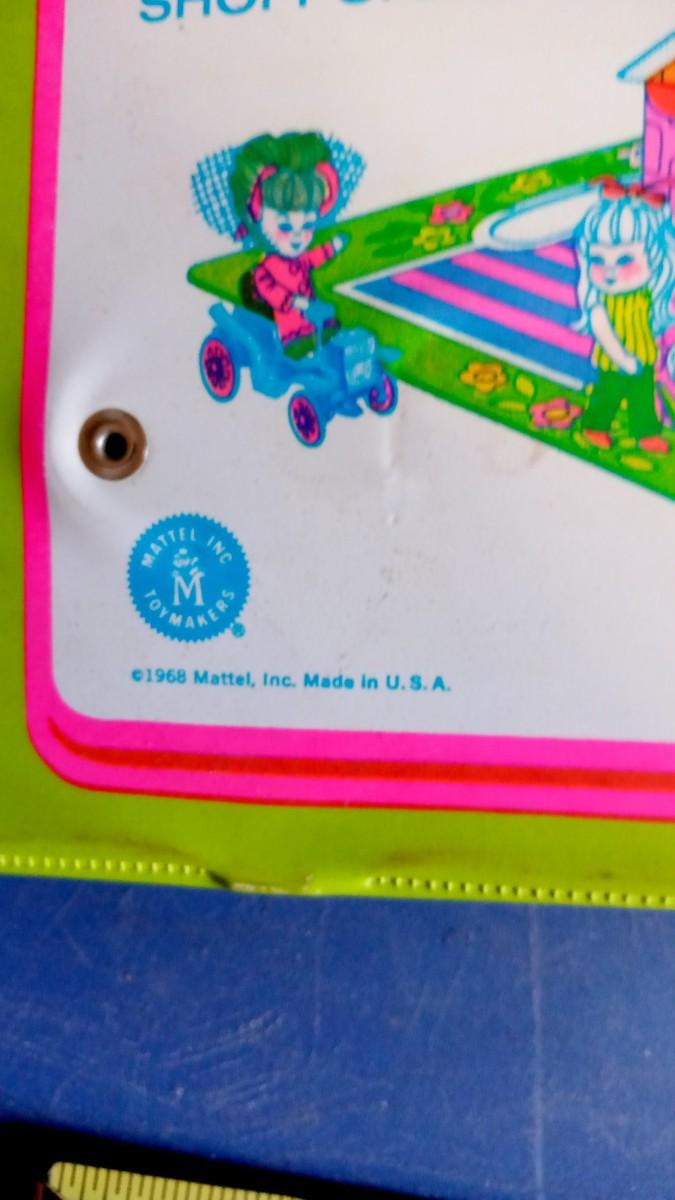 MATTEL INC
M
TOYMAKERS
®
©1968 Mattel, Inc. Made in U.S.A.